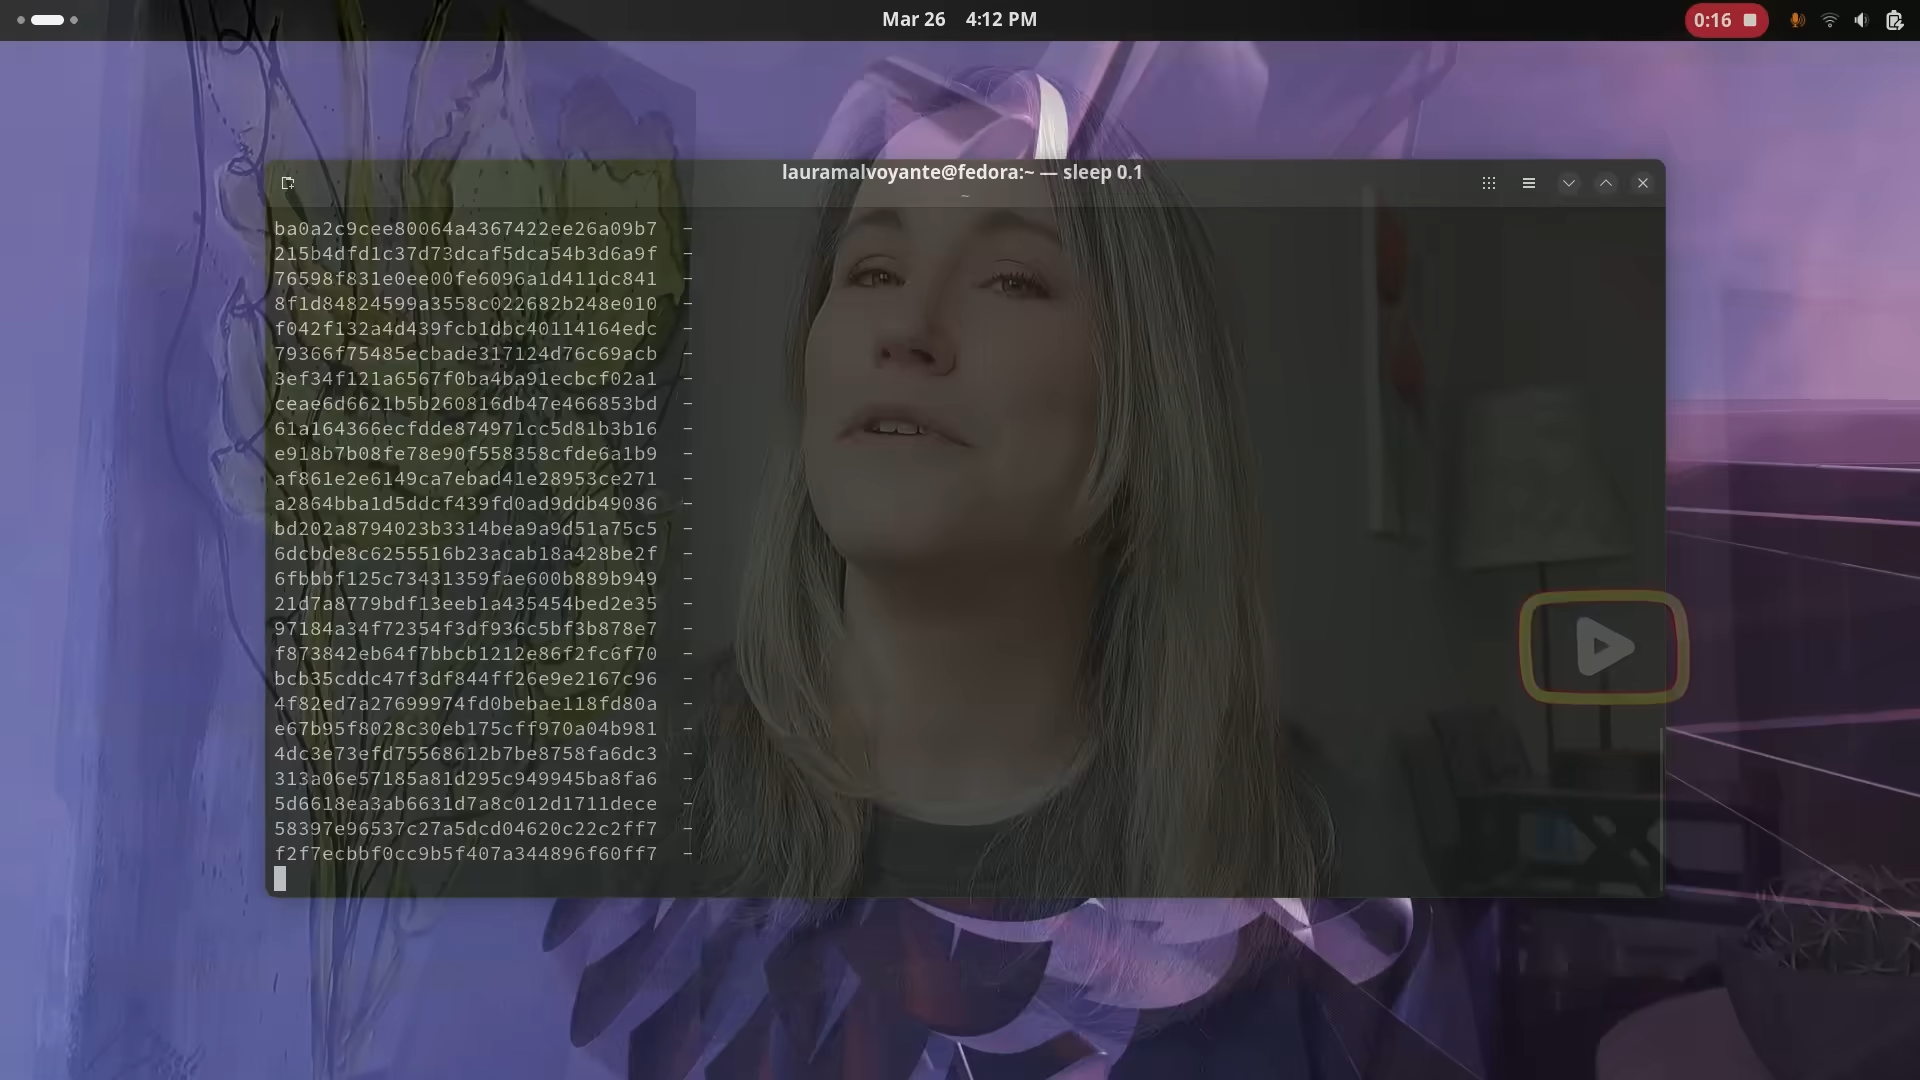 Mar 26 4:12 PM
0:16
lauramalvoyante@fedora:~ — sleep 0.1
~
ba0a2c9cee80064a4367422ee26a09b7 -
215b4dfd1c37d73dcaf5dca54b3d6a9f -
76598f831e0ee00fe6096a1d411dc841 -
8f1d84824599a3558c022682b248e010 -
f042f132a4d439fcb1dbc40114164edc -
79366f75485ecbade317124d76c69acb -
3ef34f121a6567f0ba4ba91ecbcf02a1 -
ceae6d6621b5b260816db47e466853bd -
61a164366ecfdde874971cc5d81b3b16 -
e918b7b08fe78e90f558358cfde6a1b9 -
af861e2e6149ca7ebad41e28953ce271 -
a2864bba1d5ddcf439fd0ad9ddb49086 -
bd202a8794023b3314bea9a9d51a75c5 -
6dcbde8c6255516b23acab18a428be2f -
6fbbbf125c73431359fae600b889b949 -
21d7a8779bdf13eeb1a435454bed2e35 -
97184a34f72354f3df936c5bf3b878e7 -
f873842eb64f7bbcb1212e86f2fc6f70 -
bcb35cddc47f3df844ff26e9e2167c96 -
4f82ed7a27699974fd0bebae118fd80a -
e67b95f8028c30eb175cff970a04b981 -
4dc3e73efd75568612b7be8758fa6dc3 -
313a06e57185a81d295c949945ba8fa6 -
5d6618ea3ab6631d7a8c012d1711dece -
58397e96537c27a5dcd04620c22c2ff7 -
f2f7ecbbf0cc9b5f407a344896f60ff7 -